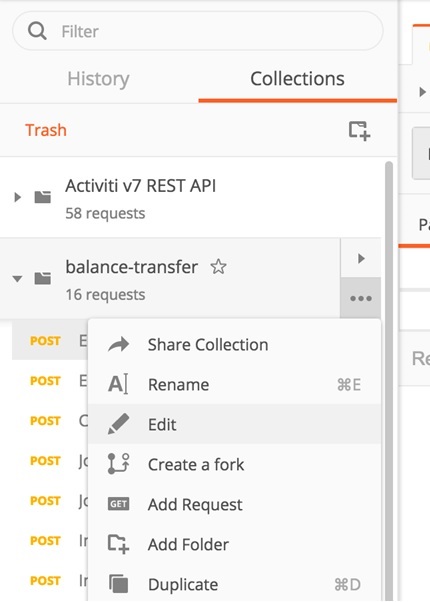 Filter
History
Collections
Trash
Activiti v7 REST API
58 requests
balance-transfer
16 requests
POST E
Share Collection
POST E
Rename ⌘E
POST
Edit
POST Jo
Create a fork
POST Jo
GET Add Request
POST In
Add Folder
POST In
Duplicate ⌘D
Pa
Re